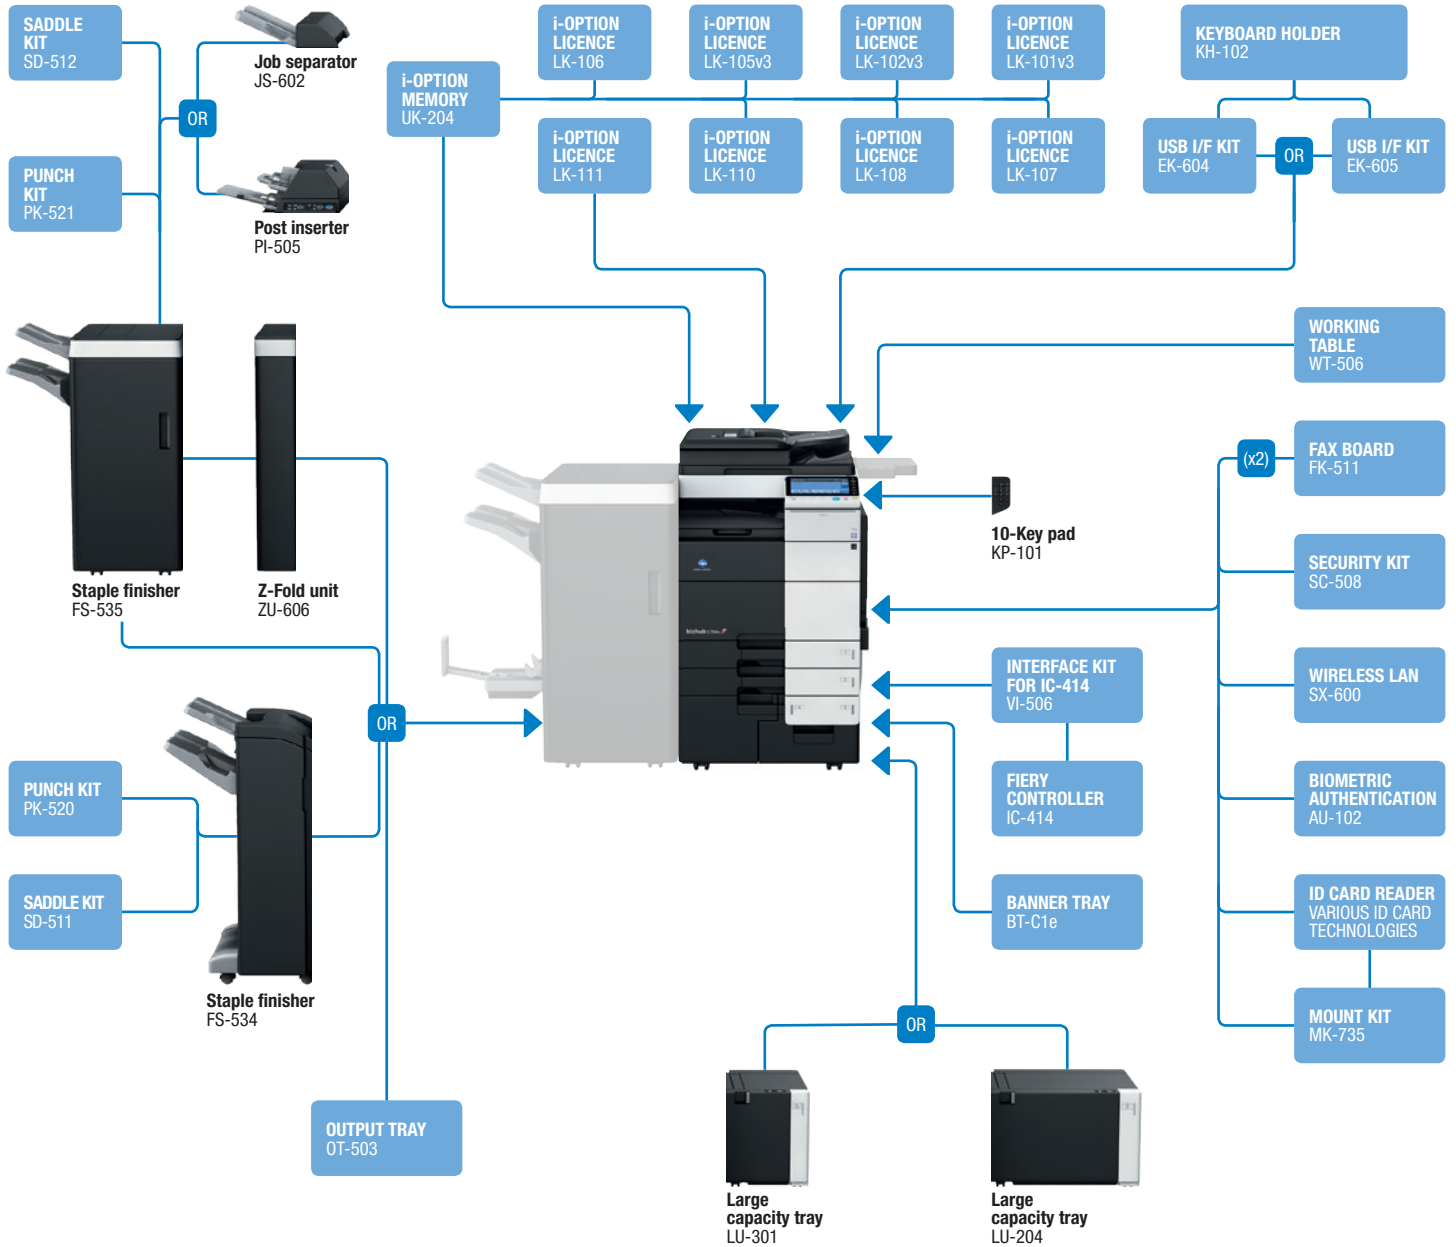 SADDLE
KIT
SD-512
Job separator
JS-602
OR
PUNCH
KIT
PK-521
Post inserter
PI-505
i-OPTION
MEMORY
UK-204
i-OPTION
LICENCE
LK-106
i-OPTION
LICENCE
LK-105v3
i-OPTION
LICENCE
LK-102v3
i-OPTION
LICENCE
LK-101v3
i-OPTION
LICENCE
LK-111
i-OPTION
LICENCE
LK-110
i-OPTION
LICENCE
LK-108
i-OPTION
LICENCE
LK-107
KEYBOARD HOLDER
KH-102
USB I/F KIT
EK-604
OR
USB I/F KIT
EK-605
WORKING
TABLE
WT-506
(x2)
FAX BOARD
FK-511
10-Key pad
KP-101
SECURITY KIT
SC-508
Staple finisher
FS-535
Z-Fold unit
ZU-606
bizhub
INTERFACE KIT
FOR IC-414
VI-506
WIRELESS LAN
SX-600
OR
PUNCH KIT
PK-520
FIERY
CONTROLLER
IC-414
BIOMETRIC
AUTHENTICATION
AU-102
SADDLE KIT
SD-511
BANNER TRAY
BT-C1e
ID CARD READER
VARIOUS ID CARD
TECHNOLOGIES
Staple finisher
FS-534
OR
MOUNT KIT
MK-735
OUTPUT TRAY
OT-503
Large
capacity tray
LU-301
Large
capacity tray
LU-204